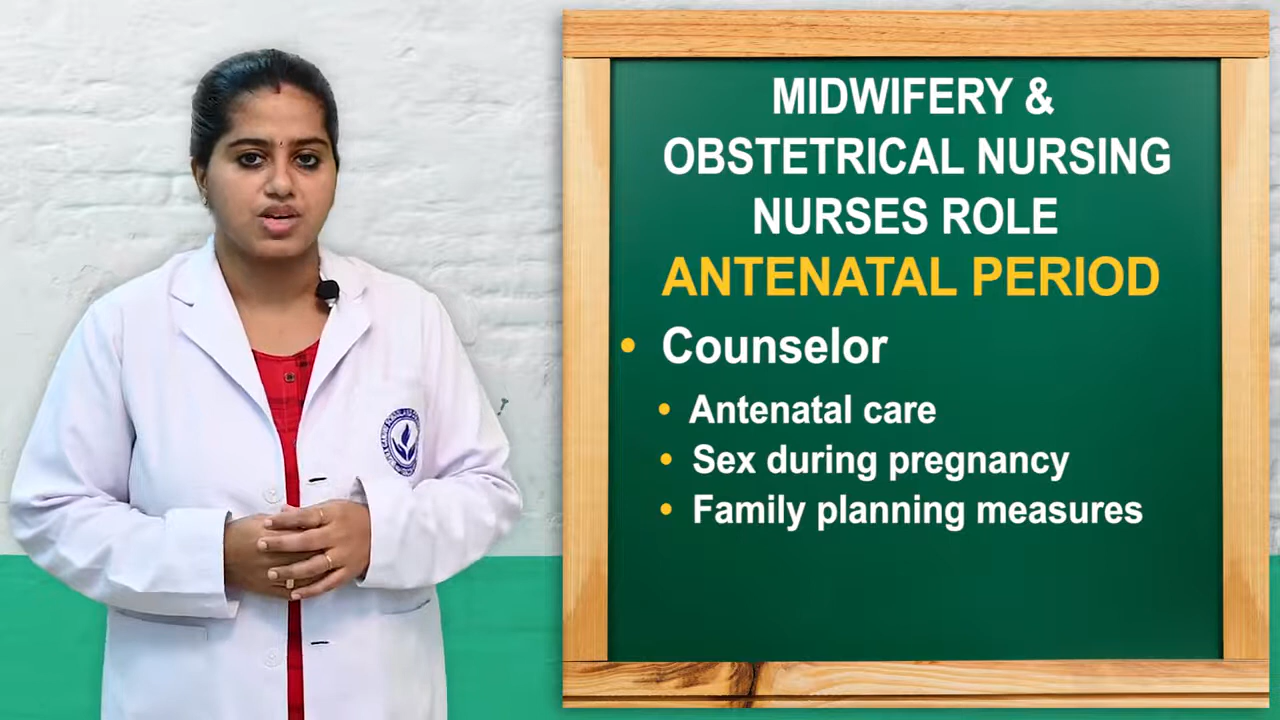 MIDWIFERY &
OBSTETRICAL NURSING
NURSES ROLE
ANTENATAL PERIOD
• Counselor
• Antenatal care
• Sex during pregnancy
• Family planning measures